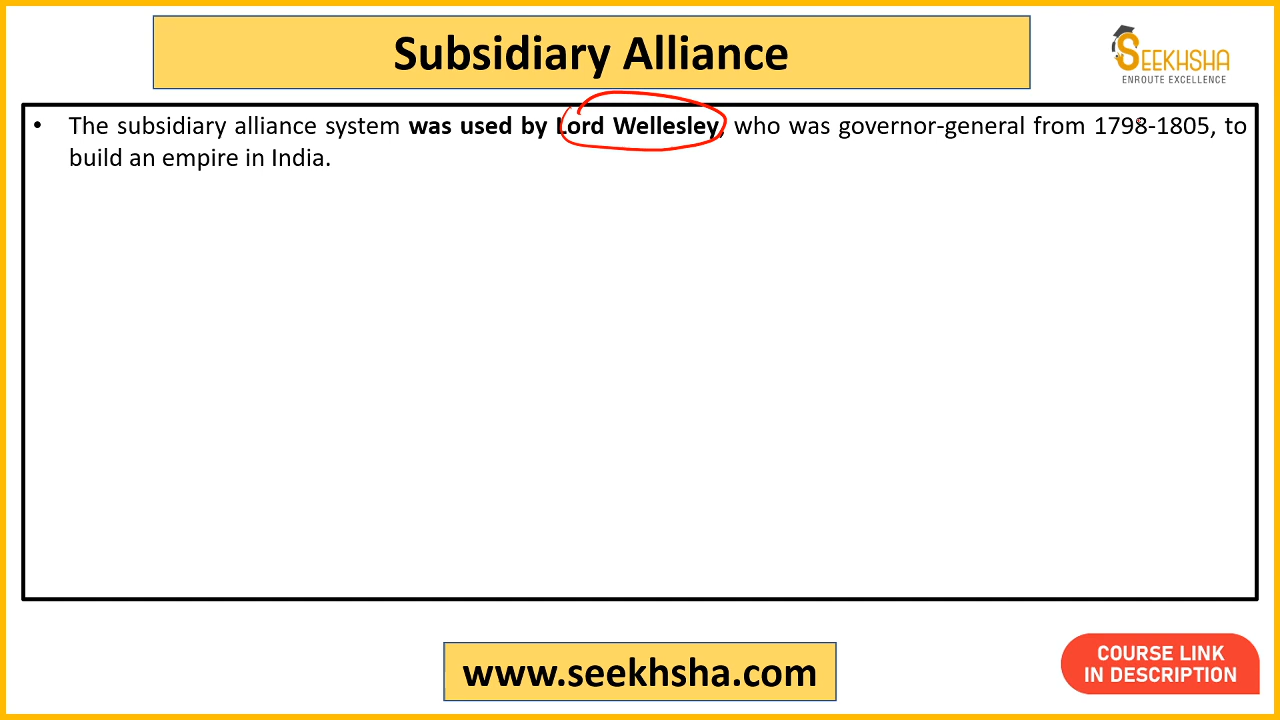 Subsidiary Alliance
SEEKHSHA
ENROUTE EXCELLENCE
• The subsidiary alliance system was used by Lord Wellesley, who was governor-general from 1798-1805, to
build an empire in India.
www.seekhsha.com
COURSE LINK
IN DESCRIPTION